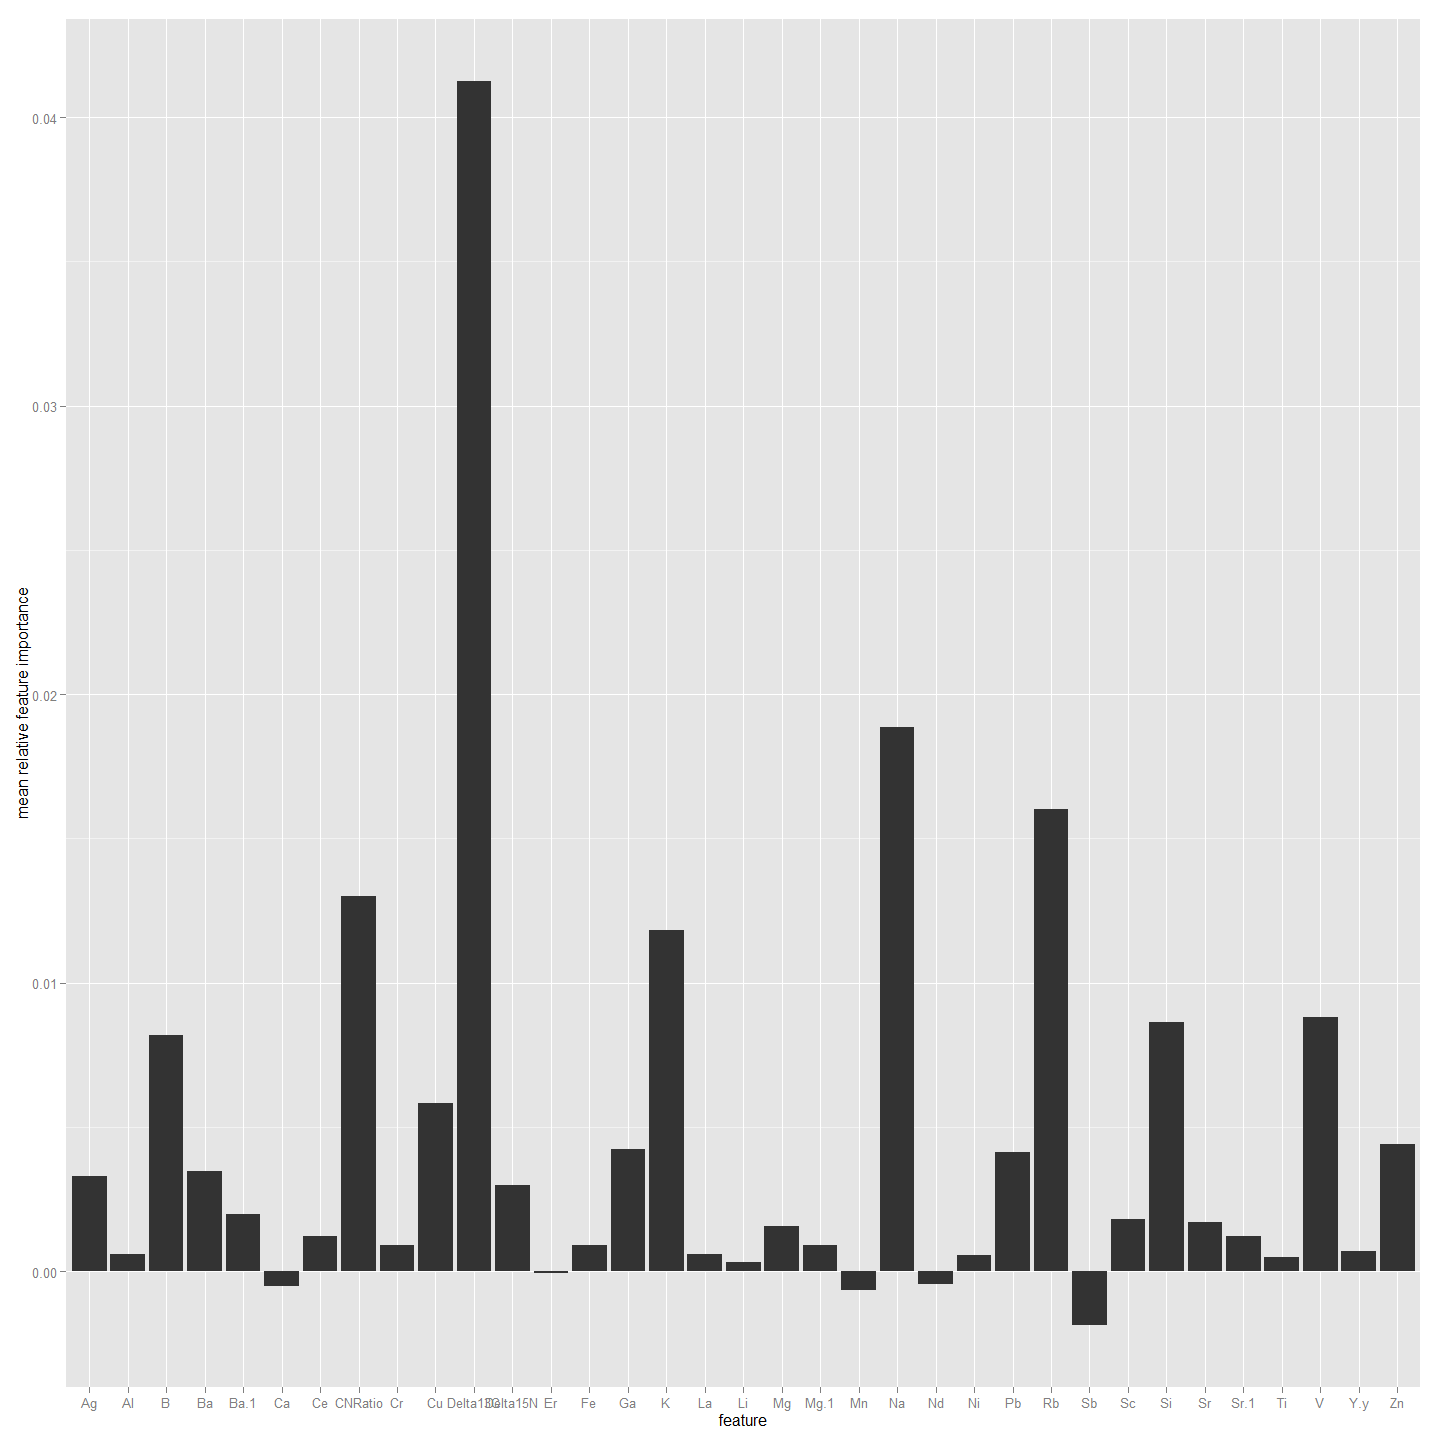 mean relative feature importance
0.04
0.03
0.02
0.01
0.00
Ag Al B Ba Ba.1 Ca Ce CNRatio Cr Cu Delta13C Delta15N Er Fe Ga K La Li Mg Mg.1 Mn Na Nd Ni Pb Rb Sb Sc Si Sr Sr.1 Ti V Y.y Zn
feature